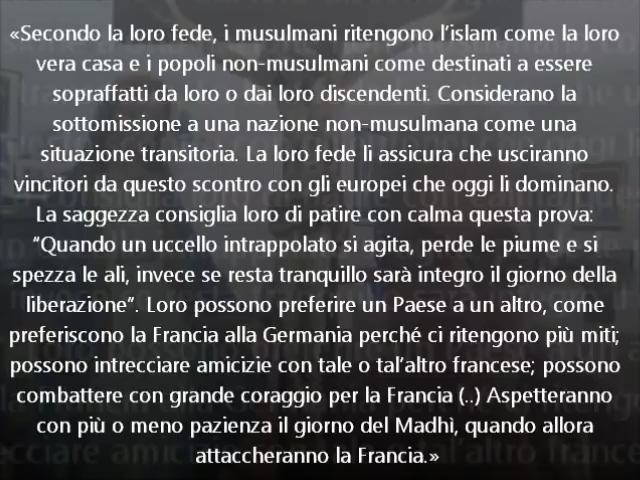 «Secondo la loro fede, i musulmani ritengono l'islam come la loro
vera casa e i popoli non-musulmani come destinati a essere
sopraffatti da loro o dai loro discendenti. Considerano la
sottomissione a una nazione non-musulmana come una
situazione transitoria. La loro fede li assicura che usciranno
vincitori da questo scontro con gli europei che oggi li dominano.
La saggezza consiglia loro di patire con calma questa prova:
"Quando un uccello intrappolato si agita, perde le piume e si
spezza le ali, invece se resta tranquillo sarà integro il giorno della
liberazione". Loro possono preferire un Paese a un altro, come
preferiscono la Francia alla Germania perché ci ritengono più miti;
possono intrecciare amicizie con tale o tal'altro francese; possono
combattere con grande coraggio per la Francia (..) Aspetteranno
con più o meno pazienza il giorno del Madhì, quando allora
attaccheranno la Francia.»